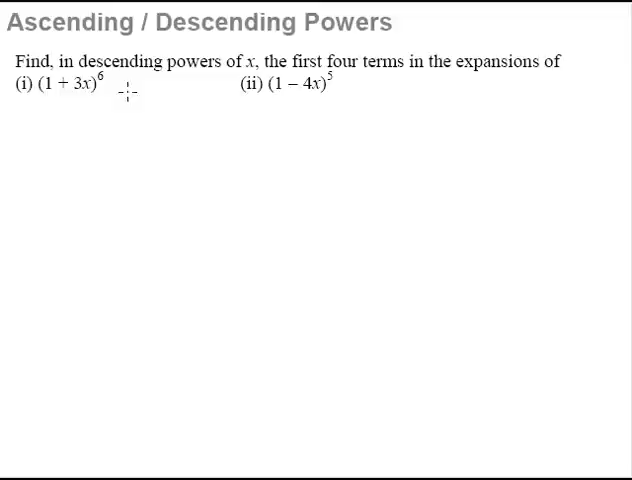 Ascending / Descending Powers
Find, in descending powers of x, the first four terms in the expansions of
(i) (1 + 3x)⁶ (ii) (1 – 4x)⁵